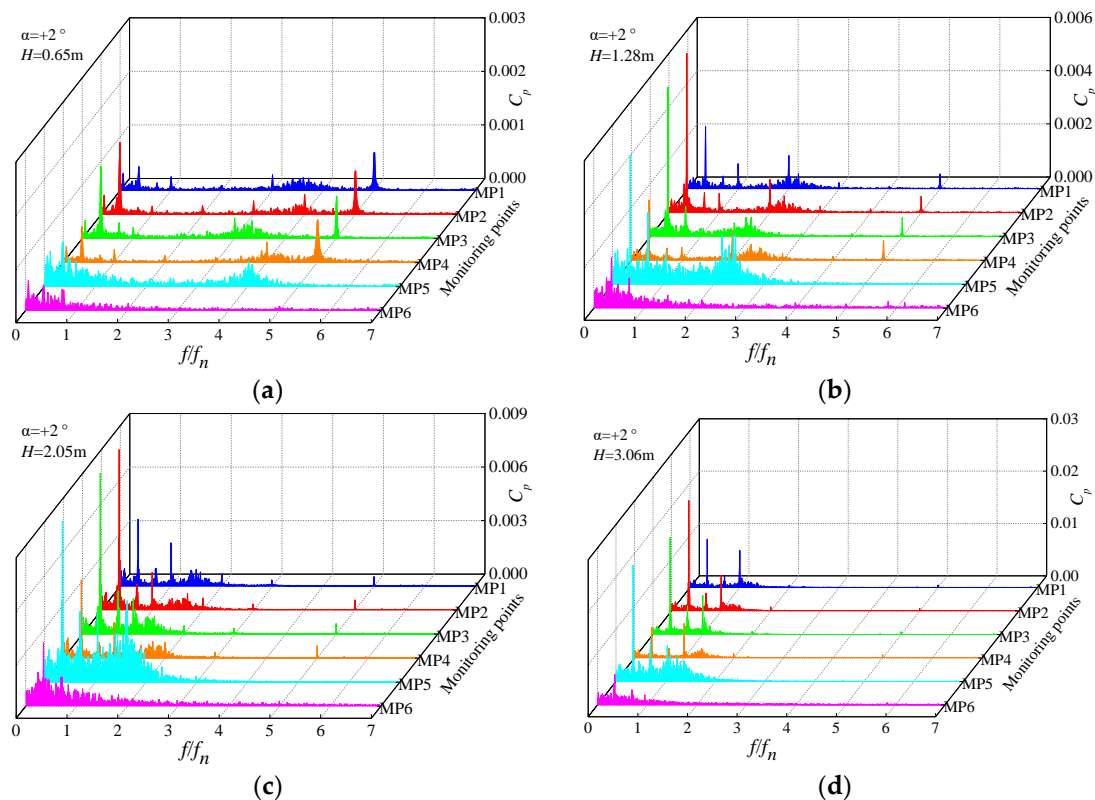 α=+2 °
H=0.65m
0.003
0.002
0.001
0.000
C_p
MP1
MP2
MP3
MP4
MP5
MP6
Monitoring points
0 1 2 3 4 5 6 7
f/f_n
(a)
α=+2 °
H=1.28m
0.006
0.004
0.002
0.000
C_p
MP1
MP2
MP3
MP4
MP5
MP6
Monitoring points
0 1 2 3 4 5 6 7
f/f_n
(b)
α=+2 °
H=2.05m
0.009
0.006
0.003
0.000
C_p
MP1
MP2
MP3
MP4
MP5
MP6
Monitoring points
0 1 2 3 4 5 6 7
f/f_n
(c)
α=+2 °
H=3.06m
0.03
0.02
0.01
0.00
C_p
MP1
MP2
MP3
MP4
MP5
MP6
Monitoring points
0 1 2 3 4 5 6 7
f/f_n
(d)